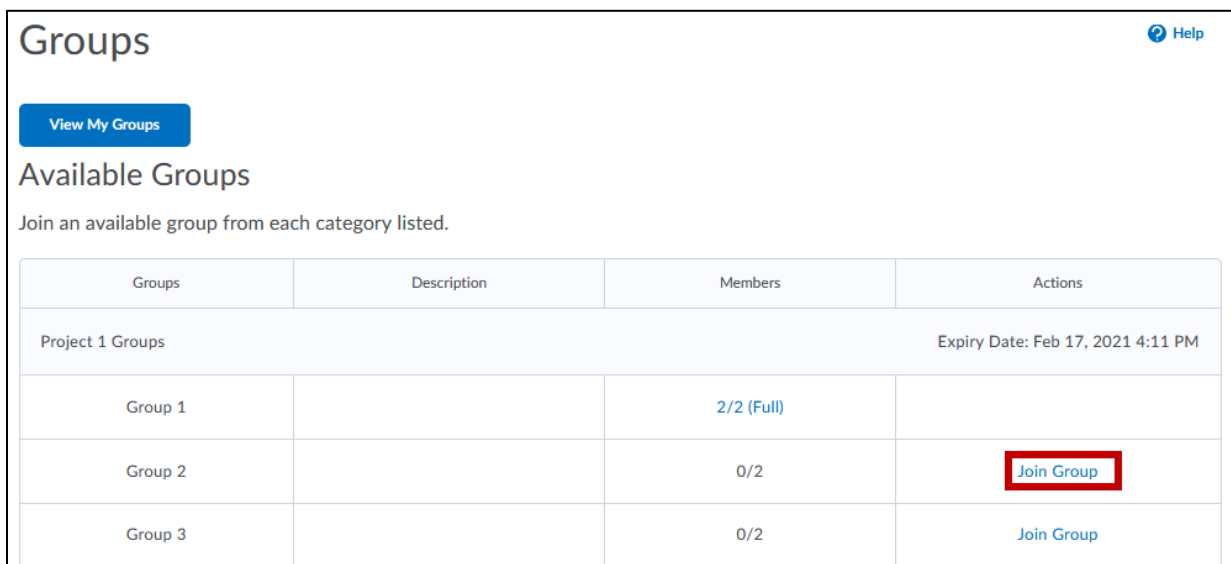 Groups
Help
View My Groups
Available Groups
Join an available group from each category listed.
Groups Description Members Actions
Project 1 Groups Expiry Date: Feb 17, 2021 4:11 PM
Group 1 2/2 (Full)
Group 2 0/2 Join Group
Group 3 0/2 Join Group